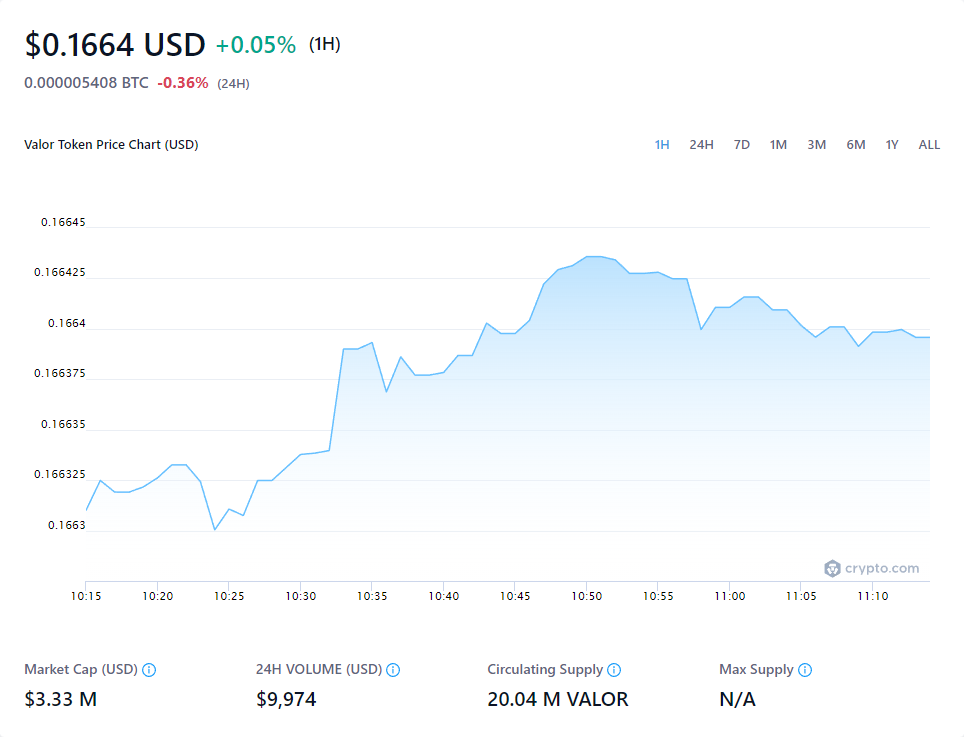 $0.1664 USD +0.05% (1H)
0.000005408 BTC -0.36% (24H)
Valor Token Price Chart (USD) 1H 24H 7D 1M 3M 6M 1Y ALL
0.16645
0.166425
0.1664
0.166375
0.16635
0.166325
0.1663
crypto.com
10:15 10:20 10:25 10:30 10:35 10:40 10:45 10:50 10:55 11:00 11:05 11:10
Market Cap (USD) 24H VOLUME (USD) Circulating Supply Max Supply
$3.33 M $9,974 20.04 M VALOR N/A